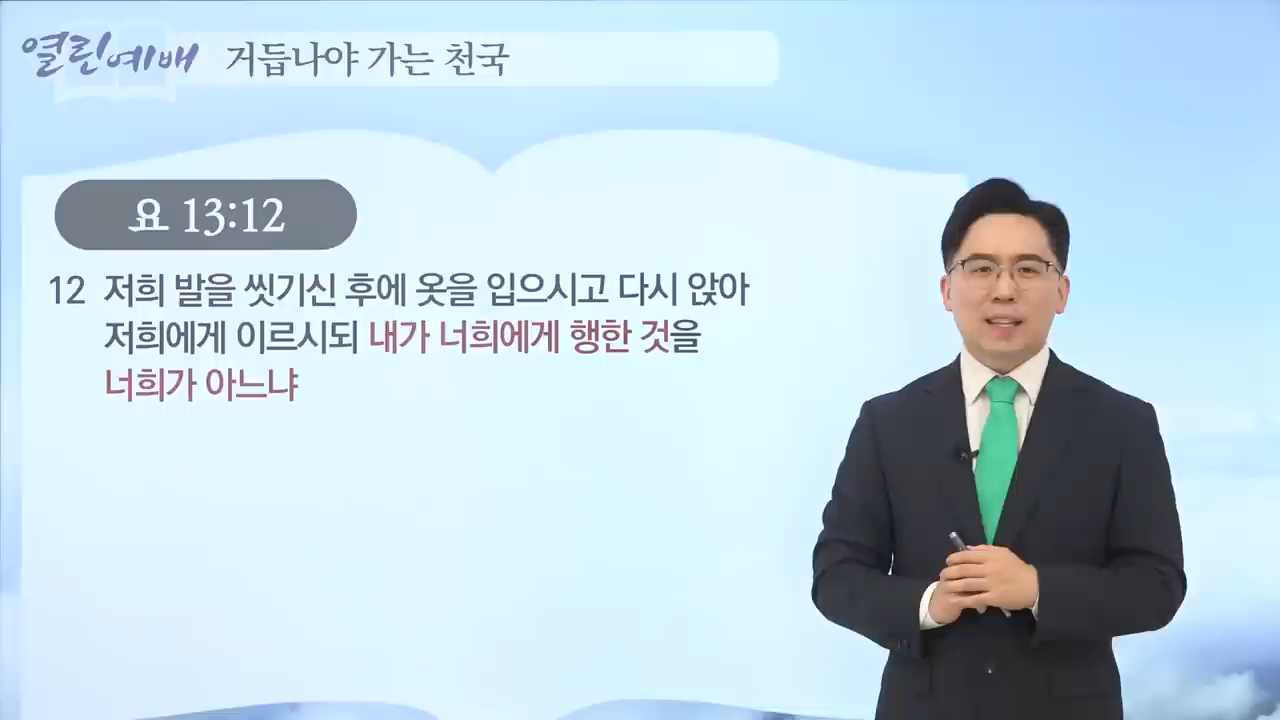 열린예배 거듭나야 가는 천국
요 13:12
12 저희 발을 씻기신 후에 옷을 입으시고 다시 앉아
저희에게 이르시되 내가 너희에게 행한 것을
너희가 아느냐